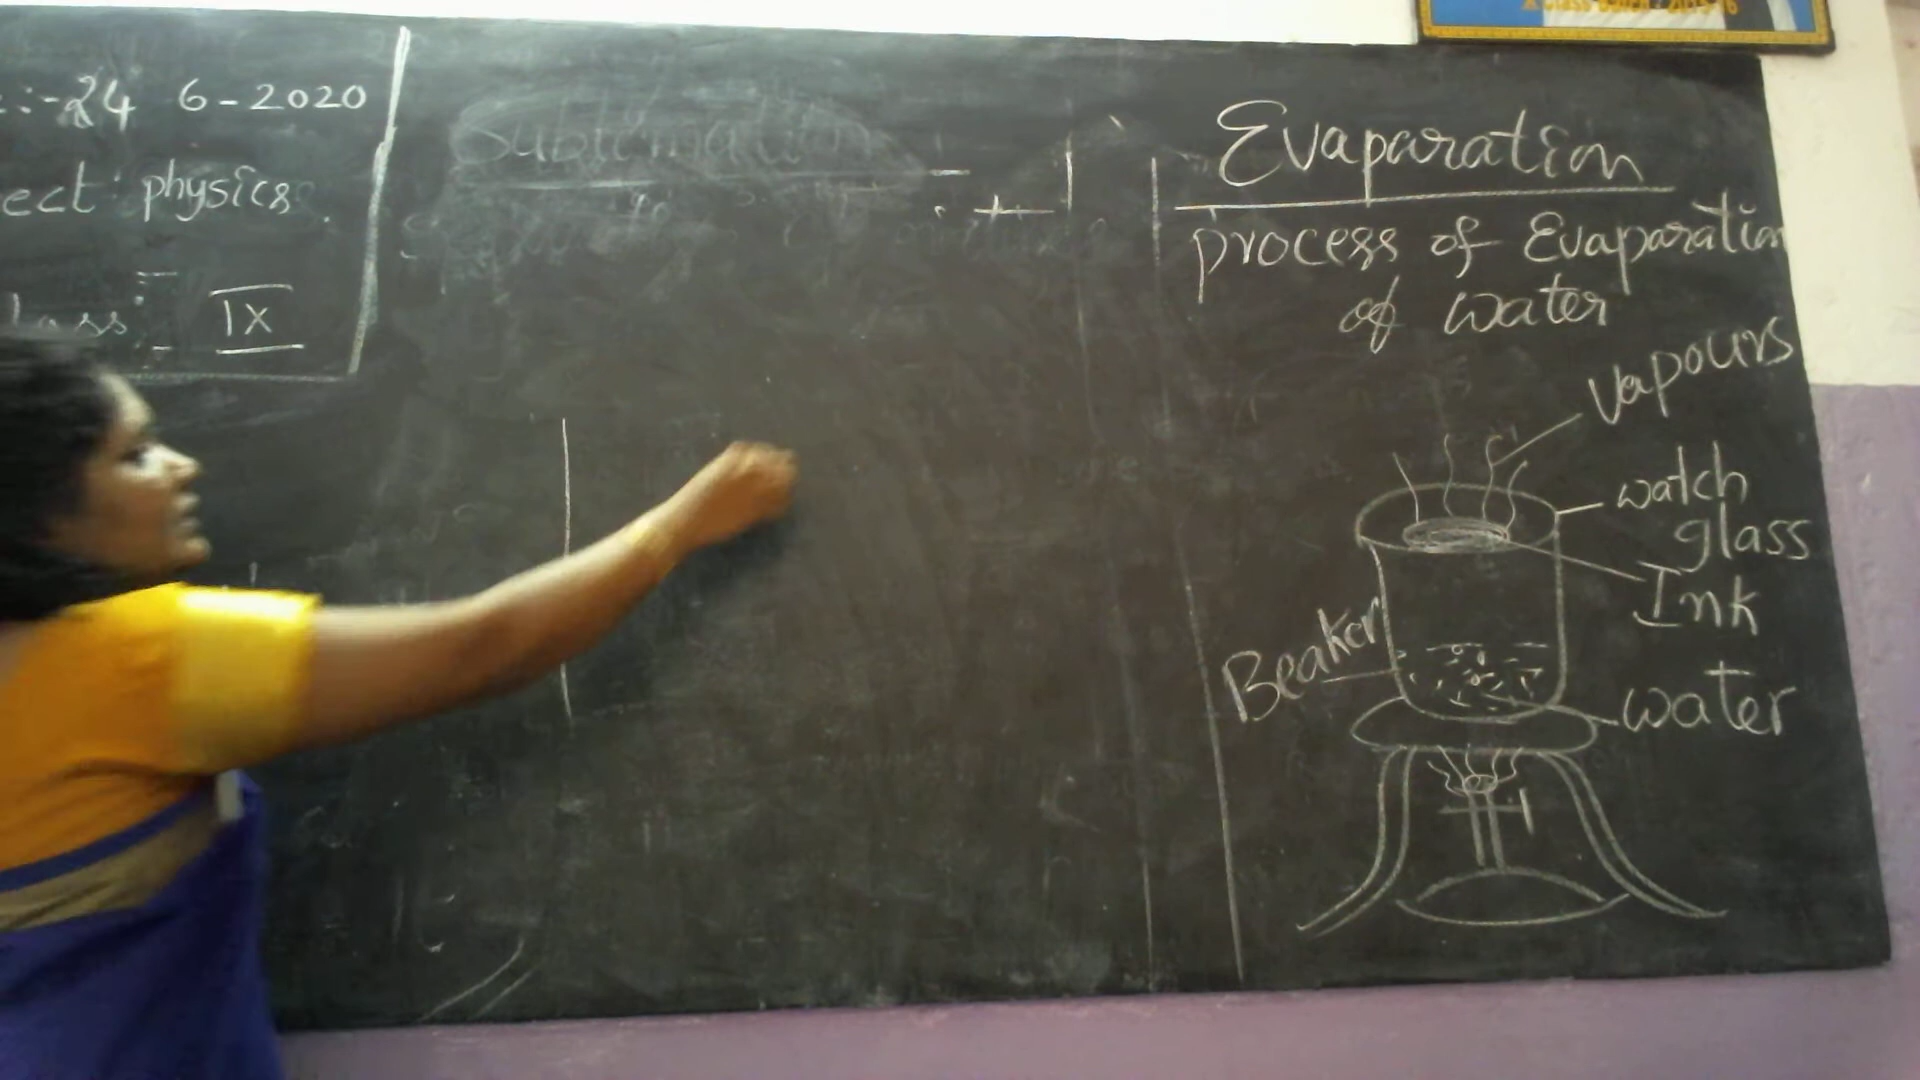 :-24 6-2020
ect: physics.
lass: IX
Sublimation
Evaparation
process of Evaparation
of water
vapours
watch
glass
Ink
Beaker
water